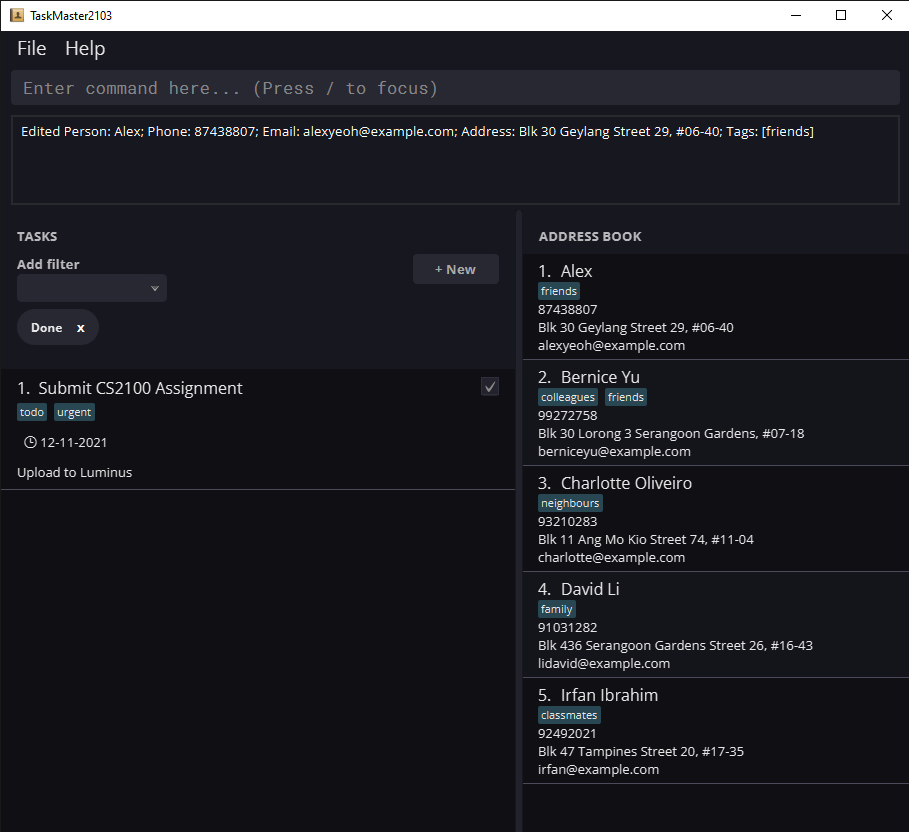 TaskMaster2103
File Help
Enter command here... (Press / to focus)
Edited Person: Alex; Phone: 87438807; Email: alexyeoh@example.com; Address: Blk 30 Geylang Street 29, #06-40; Tags: [friends]
TASKS
Add filter
+ New
Done x
1. Submit CS2100 Assignment
todo urgent
12-11-2021
Upload to Luminus
ADDRESS BOOK
1. Alex
friends
87438807
Blk 30 Geylang Street 29, #06-40
alexyeoh@example.com
2. Bernice Yu
colleagues friends
99272758
Blk 30 Lorong 3 Serangoon Gardens, #07-18
berniceyu@example.com
3. Charlotte Oliveiro
neighbours
93210283
Blk 11 Ang Mo Kio Street 74, #11-04
charlotte@example.com
4. David Li
family
91031282
Blk 436 Serangoon Gardens Street 26, #16-43
lidavid@example.com
5. Irfan Ibrahim
classmates
92492021
Blk 47 Tampines Street 20, #17-35
irfan@example.com